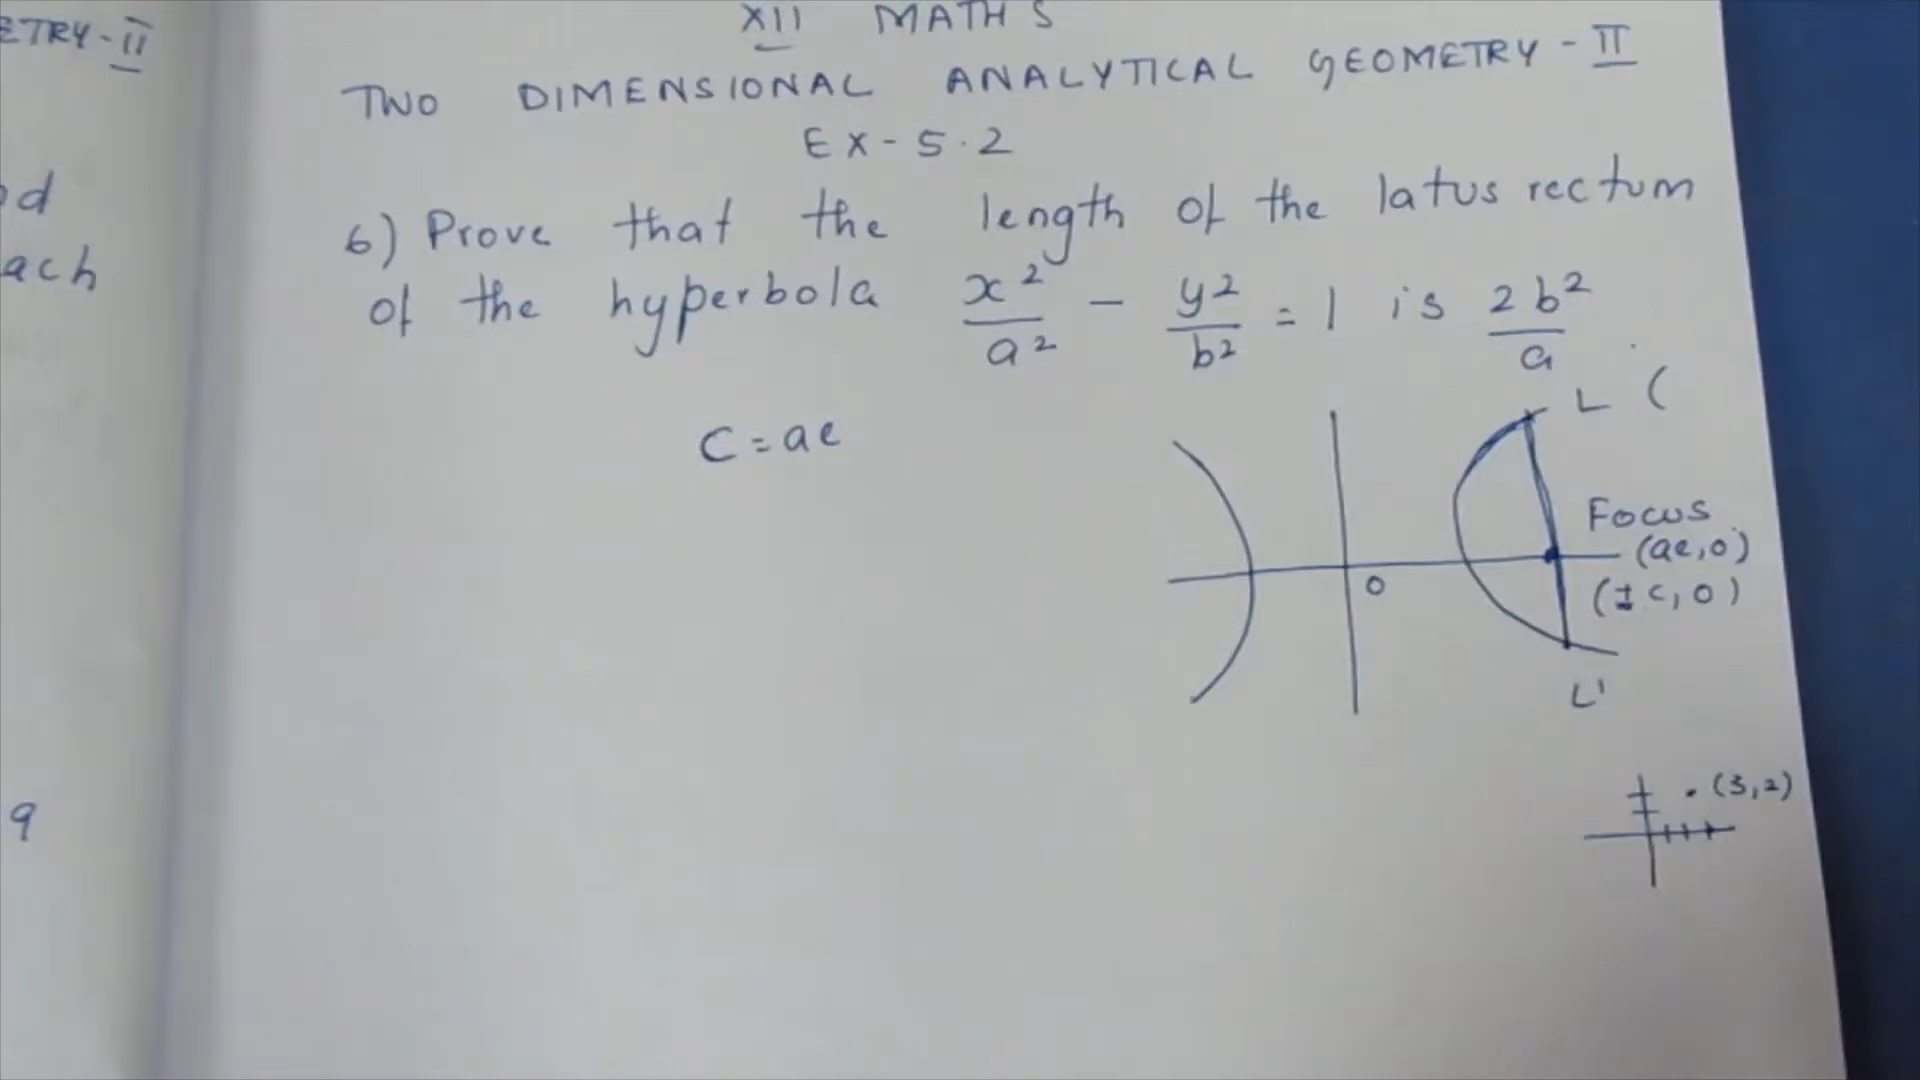 ETRY-II
d
ach
9
XII MATHS
TWO DIMENSIONAL ANALYTICAL GEOMETRY - II
EX-5.2
6) Prove that the length of the latus rectum
of the hyperbola x²/a² - y²/b² = 1 is 2b²/a
C = ae
L (
Focus
(ae,0)
(±c,0)
O
L'
(3,2)